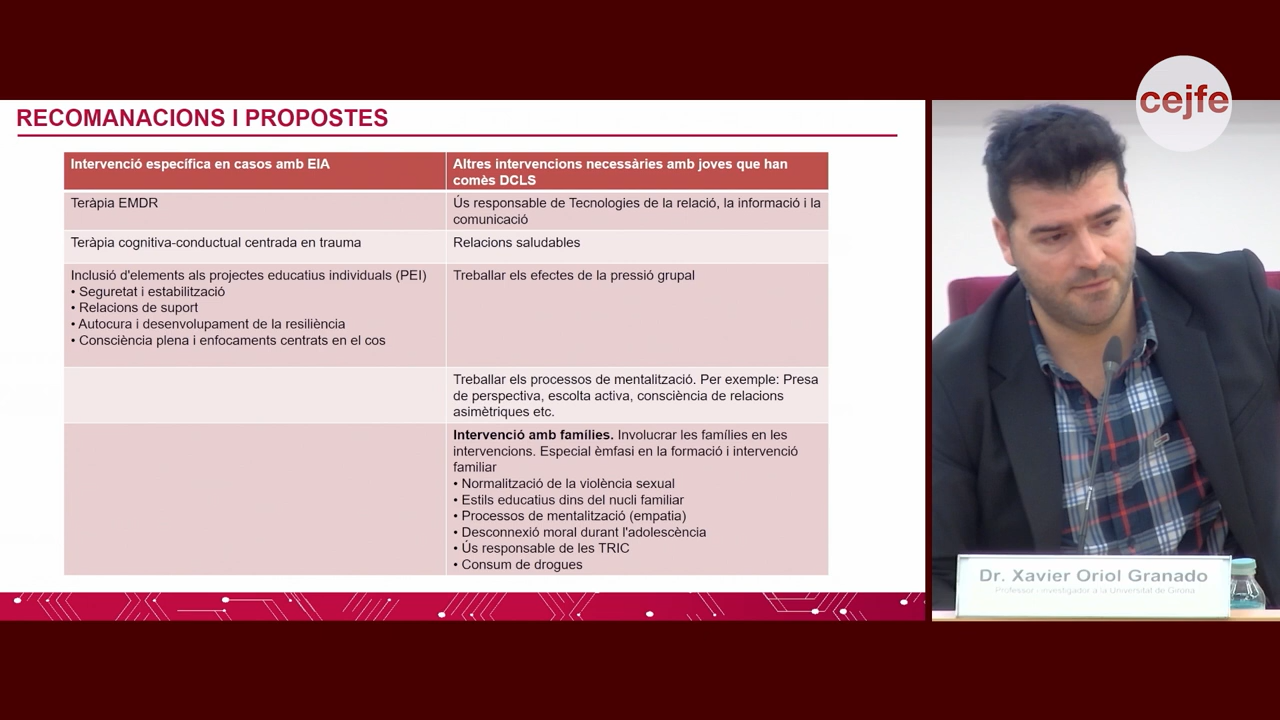 cejfe
RECOMANACIONS I PROPOSTES
Intervenció específica en casos amb EIA
Altres intervencions necessàries amb joves que han
comès DCLS
Teràpia EMDR
Ús responsable de Tecnologies de la relació, la informació i la
comunicació
Teràpia cognitiva-conductual centrada en trauma
Relacions saludables
Inclusió d'elements als projectes educatius individuals (PEI)
• Seguretat i estabilització
• Relacions de suport
• Autocura i desenvolupament de la resiliència
• Consciència plena i enfocaments centrats en el cos
Treballar els efectes de la pressió grupal
Treballar els processos de mentalització. Per exemple: Presa
de perspectiva, escolta activa, consciència de relacions
asimètriques etc.
Intervenció amb famílies. Involucrar les famílies en les
intervencions. Especial èmfasi en la formació i intervenció
familiar
• Normalització de la violència sexual
• Estils educatius dins del nucli familiar
• Processos de mentalització (empatia)
• Desconnexió moral durant l'adolescència
• Ús responsable de les TRIC
• Consum de drogues
Dr. Xavier Oriol Granado
Professor i investigador a la Universitat de Girona